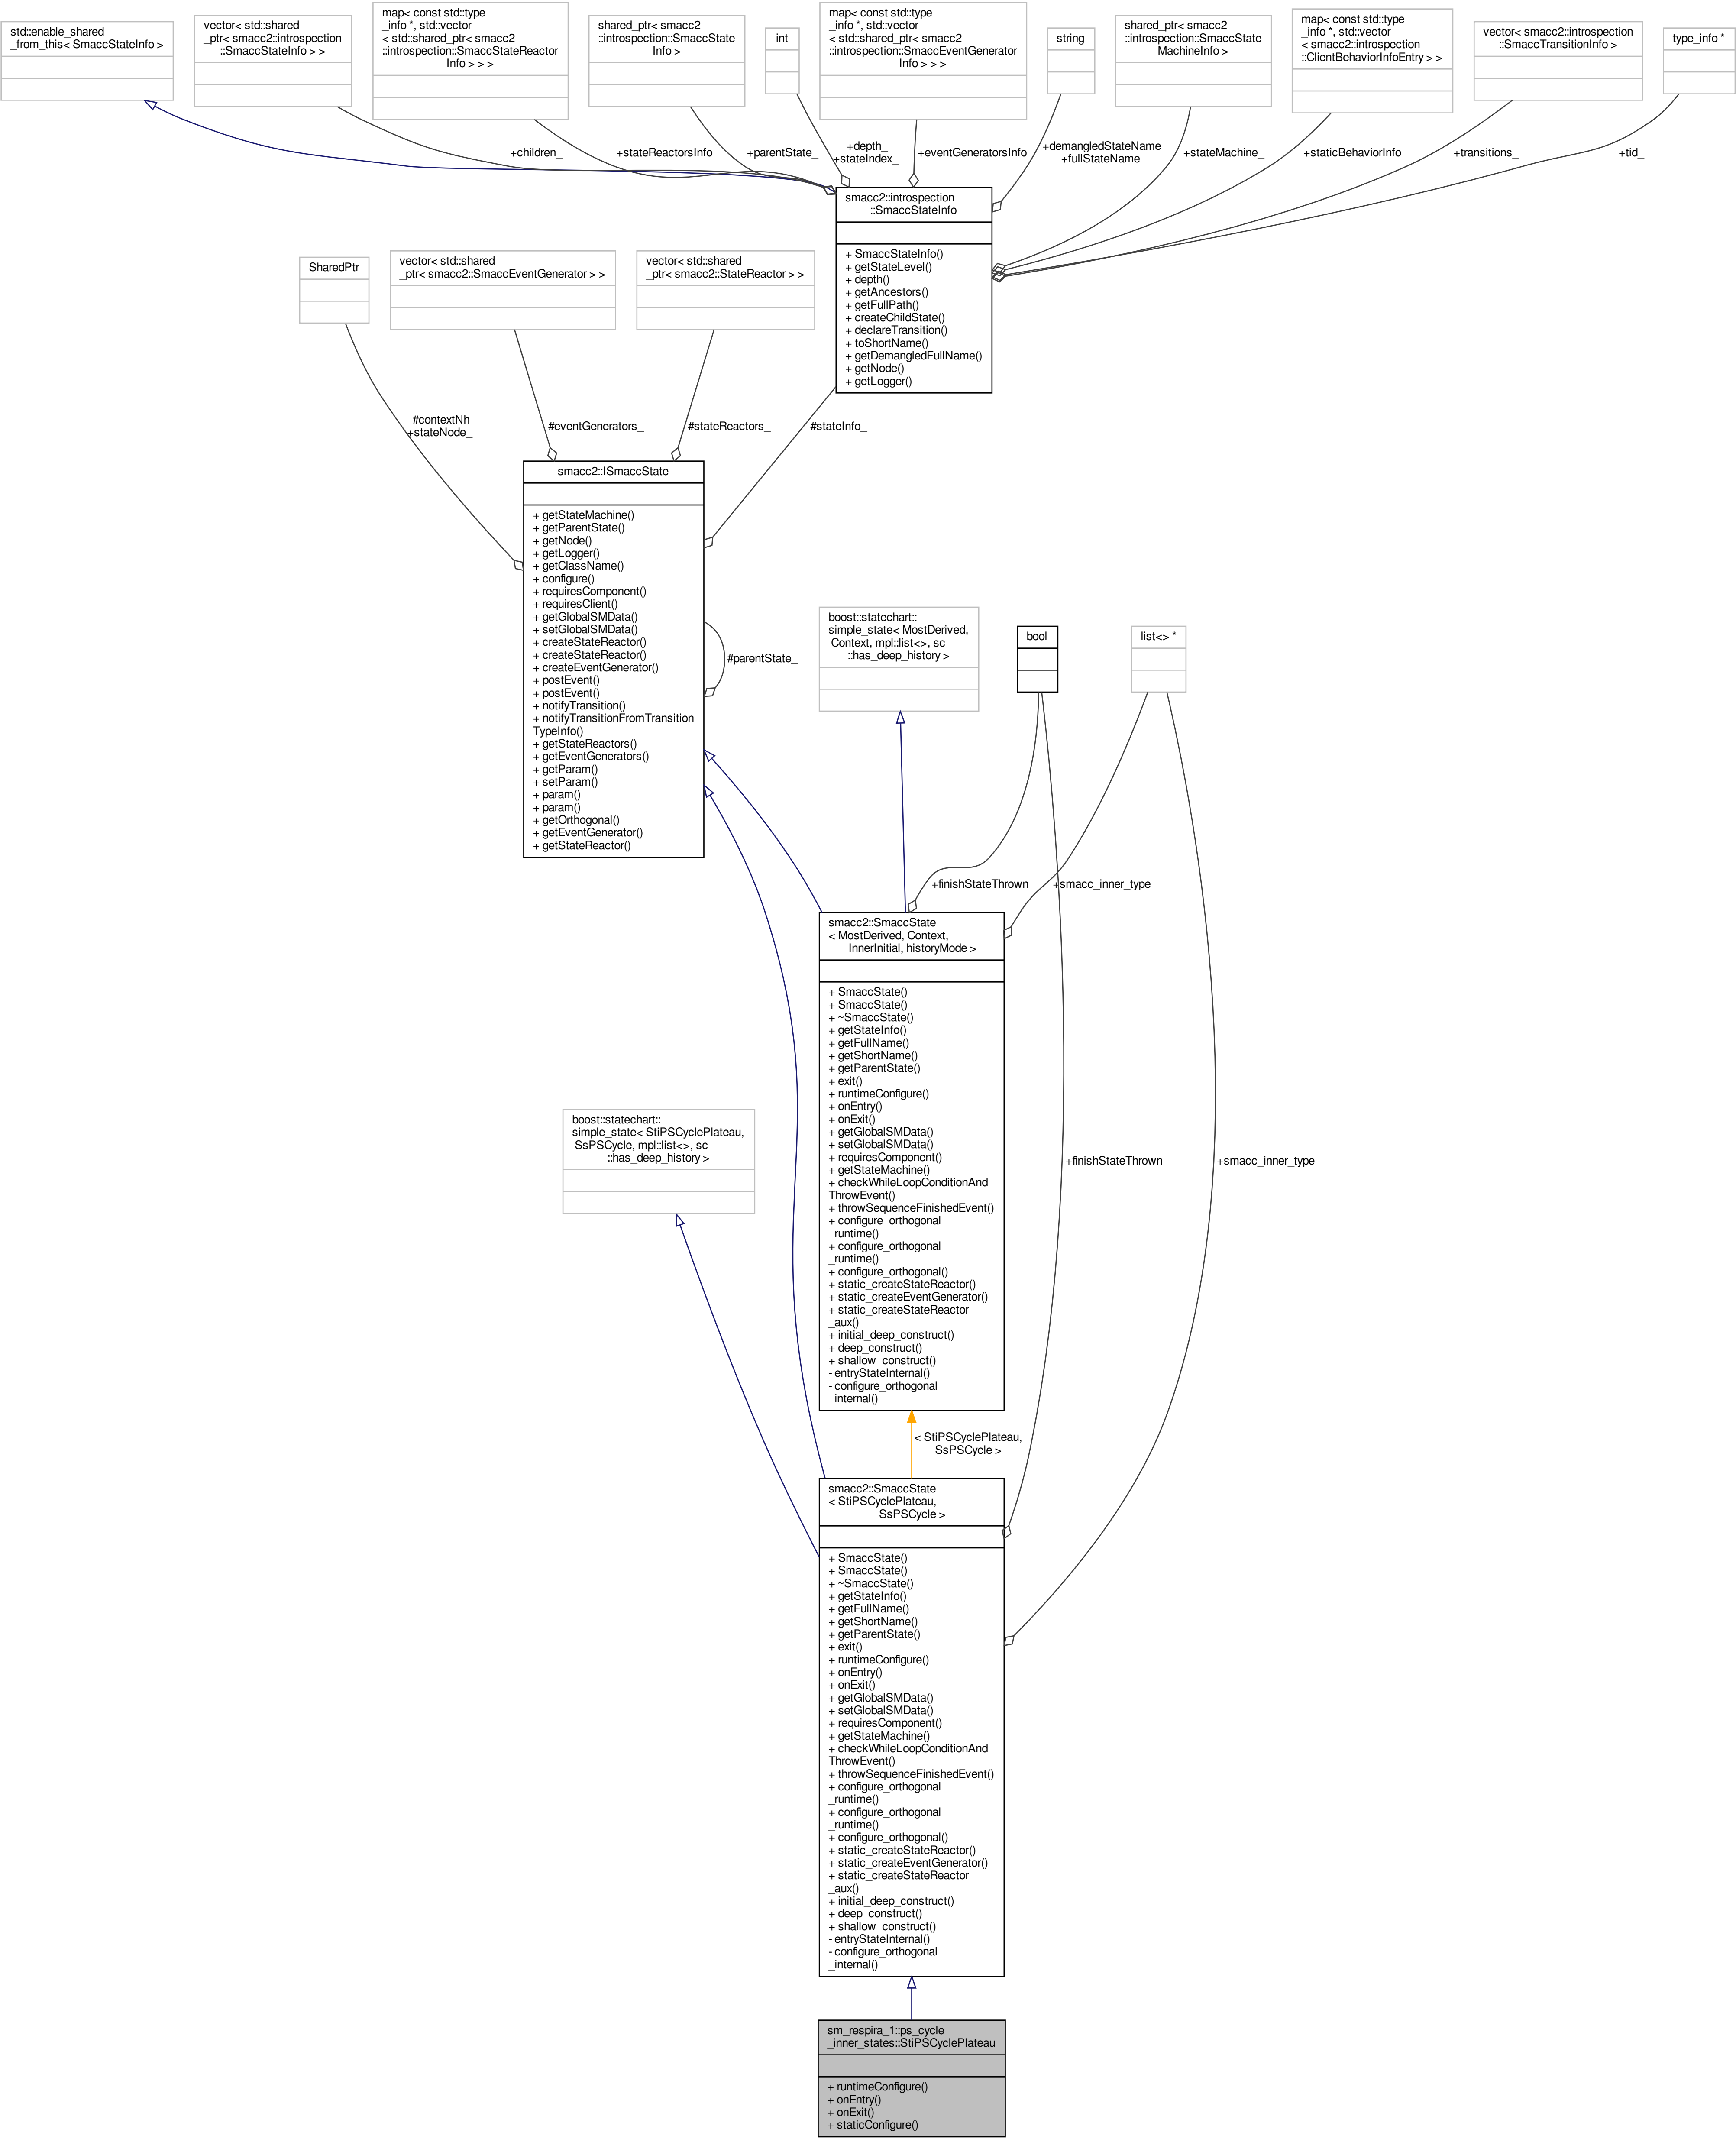 std::enable_shared
_from_this< SmaccStateInfo >
vector< std::shared
_ptr< smacc2::introspection
::SmaccStateInfo > >
map< const std::type
_info *, std::vector
< std::shared_ptr< smacc2
::introspection::SmaccStateReactor
Info > > >
shared_ptr< smacc2
::introspection::SmaccState
Info >
int
map< const std::type
_info *, std::vector
< std::shared_ptr< smacc2
::introspection::SmaccEventGenerator
Info > > >
string
shared_ptr< smacc2
::introspection::SmaccState
MachineInfo >
map< const std::type
_info *, std::vector
< smacc2::introspection
::ClientBehaviorInfoEntry > >
vector< smacc2::introspection
::SmaccTransitionInfo >
type_info *
+children_
+stateReactorsInfo
+parentState_
+depth_
+stateIndex_
+eventGeneratorsInfo
+demangledStateName
+fullStateName
+stateMachine_
+staticBehaviorInfo
+transitions_
+tid_
smacc2::introspection
::SmaccStateInfo
+ SmaccStateInfo()
+ getStateLevel()
+ depth()
+ getAncestors()
+ getFullPath()
+ createChildState()
+ declareTransition()
+ toShortName()
+ getDemangledFullName()
+ getNode()
+ getLogger()
SharedPtr
vector< std::shared
_ptr< smacc2::SmaccEventGenerator > >
vector< std::shared
_ptr< smacc2::StateReactor > >
#contextNh
+stateNode_
#eventGenerators_
#stateReactors_
#stateInfo_
smacc2::ISmaccState
+ getStateMachine()
+ getParentState()
+ getNode()
+ getLogger()
+ getClassName()
+ configure()
+ requiresComponent()
+ requiresClient()
+ getGlobalSMData()
+ setGlobalSMData()
+ createStateReactor()
+ createStateReactor()
+ createEventGenerator()
+ postEvent()
+ postEvent()
+ notifyTransition()
+ notifyTransitionFromTransition
TypeInfo()
+ getStateReactors()
+ getEventGenerators()
+ getParam()
+ setParam()
+ param()
+ param()
+ getOrthogonal()
+ getEventGenerator()
+ getStateReactor()
#parentState_
boost::statechart::
simple_state< MostDerived,
Context, mpl::list<>, sc
::has_deep_history >
bool
list<> *
+finishStateThrown
+smacc_inner_type
smacc2::SmaccState
< MostDerived, Context,
InnerInitial, historyMode >
+ SmaccState()
+ SmaccState()
+ ~SmaccState()
+ getStateInfo()
+ getFullName()
+ getShortName()
+ getParentState()
+ exit()
+ runtimeConfigure()
+ onEntry()
+ onExit()
+ getGlobalSMData()
+ setGlobalSMData()
+ requiresComponent()
+ getStateMachine()
+ checkWhileLoopConditionAnd
ThrowEvent()
+ throwSequenceFinishedEvent()
+ configure_orthogonal
_runtime()
+ configure_orthogonal
_runtime()
+ configure_orthogonal()
+ static_createStateReactor()
+ static_createEventGenerator()
+ static_createStateReactor
_aux()
+ initial_deep_construct()
+ deep_construct()
+ shallow_construct()
- entryStateInternal()
- configure_orthogonal
_internal()
boost::statechart::
simple_state< StiPSCyclePlateau,
SsPSCycle, mpl::list<>, sc
::has_deep_history >
+finishStateThrown
+smacc_inner_type
< StiPSCyclePlateau,
SsPSCycle >
smacc2::SmaccState
< StiPSCyclePlateau,
SsPSCycle >
+ SmaccState()
+ SmaccState()
+ ~SmaccState()
+ getStateInfo()
+ getFullName()
+ getShortName()
+ getParentState()
+ exit()
+ runtimeConfigure()
+ onEntry()
+ onExit()
+ getGlobalSMData()
+ setGlobalSMData()
+ requiresComponent()
+ getStateMachine()
+ checkWhileLoopConditionAnd
ThrowEvent()
+ throwSequenceFinishedEvent()
+ configure_orthogonal
_runtime()
+ configure_orthogonal
_runtime()
+ configure_orthogonal()
+ static_createStateReactor()
+ static_createEventGenerator()
+ static_createStateReactor
_aux()
+ initial_deep_construct()
+ deep_construct()
+ shallow_construct()
- entryStateInternal()
- configure_orthogonal
_internal()
sm_respira_1::ps_cycle
_inner_states::StiPSCyclePlateau
+ runtimeConfigure()
+ onEntry()
+ onExit()
+ staticConfigure()